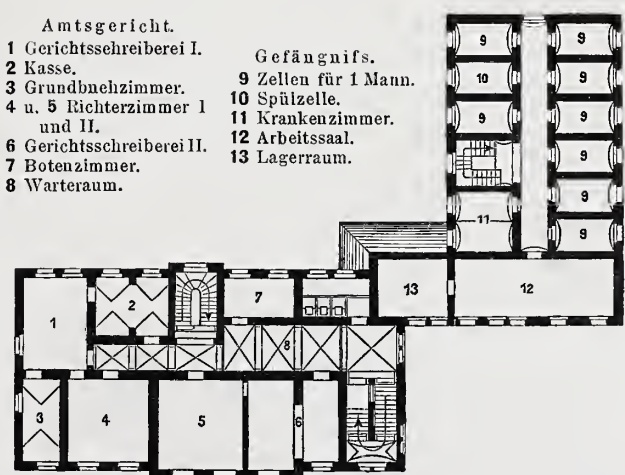 Amtsgericht.
1 Gerichtssehreiberei I.
2 Kasse.
3 Grundbnehzimmer.
4 u. 5 Richterzimmer I
und II.
6 Gerichtsschreiberei II.
7 Botenzimmer.
8 Warteraum.
Gefängnifs.
9 Zellen für 1 Mann.
10 Spülzelle.
11 Krankenzimmer.
12 Arbeitssaal.
13 Lagerraum.
9 9
10 9
9 9
9
9
11 9
13 12
1 2 7
8
3 4 5 6
A